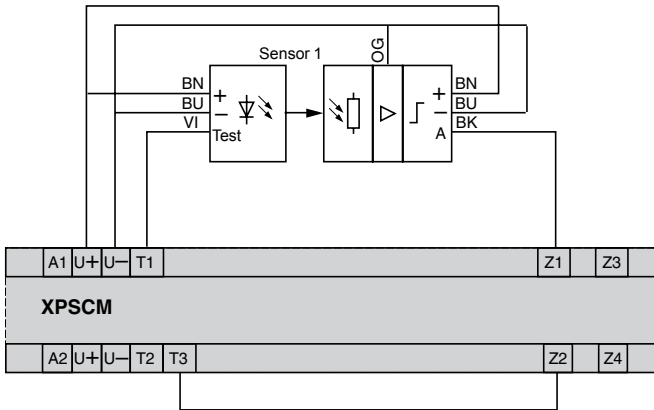 Sensor 1
OG
BN + + BN
BU − − BU
VI Test A BK
A1 U+ U− T1 Z1 Z3
XPSCM
A2 U+ U− T2 T3 Z2 Z4